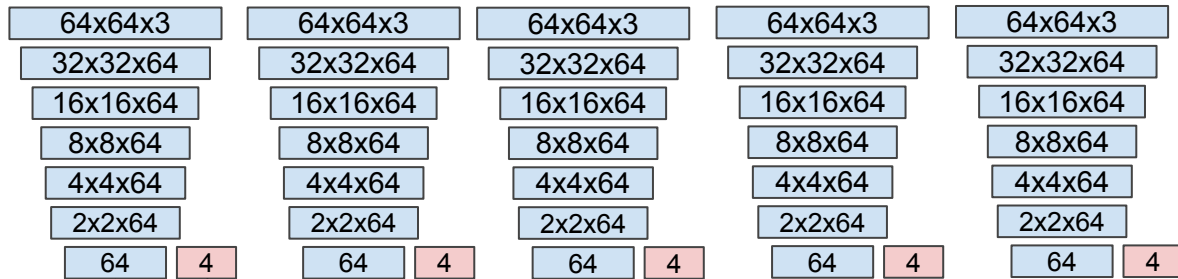 64x64x3 64x64x3 64x64x3 64x64x3 64x64x3
32x32x64 32x32x64 32x32x64 32x32x64 32x32x64
16x16x64 16x16x64 16x16x64 16x16x64 16x16x64
8x8x64 8x8x64 8x8x64 8x8x64 8x8x64
4x4x64 4x4x64 4x4x64 4x4x64 4x4x64
2x2x64 2x2x64 2x2x64 2x2x64 2x2x64
64 4 64 4 64 4 64 4 64 4